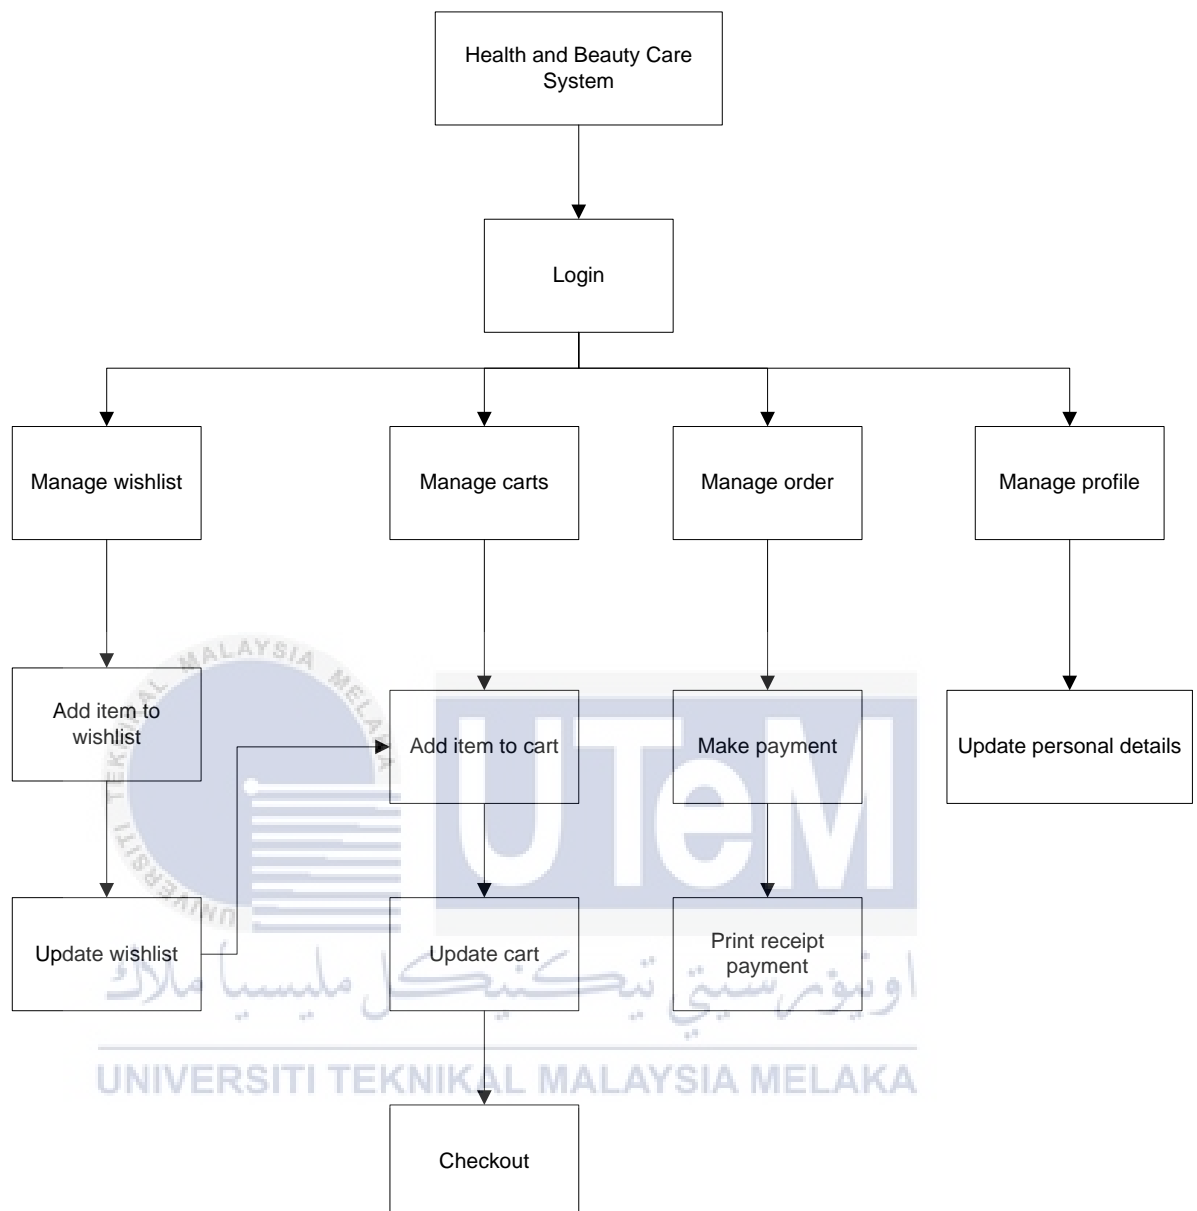 Health and Beauty Care
System
Login
Manage wishlist
Manage carts
Manage order
Manage profile
Add item to
wishlist
Add item to cart
Make payment
Update personal details
Update wishlist
Update cart
Print receipt
payment
Checkout
UNIVERSITI TEKNIKAL MALAYSIA MELAKA
UTeM
اونيۏرسيتي تيكنيكل مليسيا ملاك
UNIVERSITI TEKNIKAL MALAYSIA MELAKA